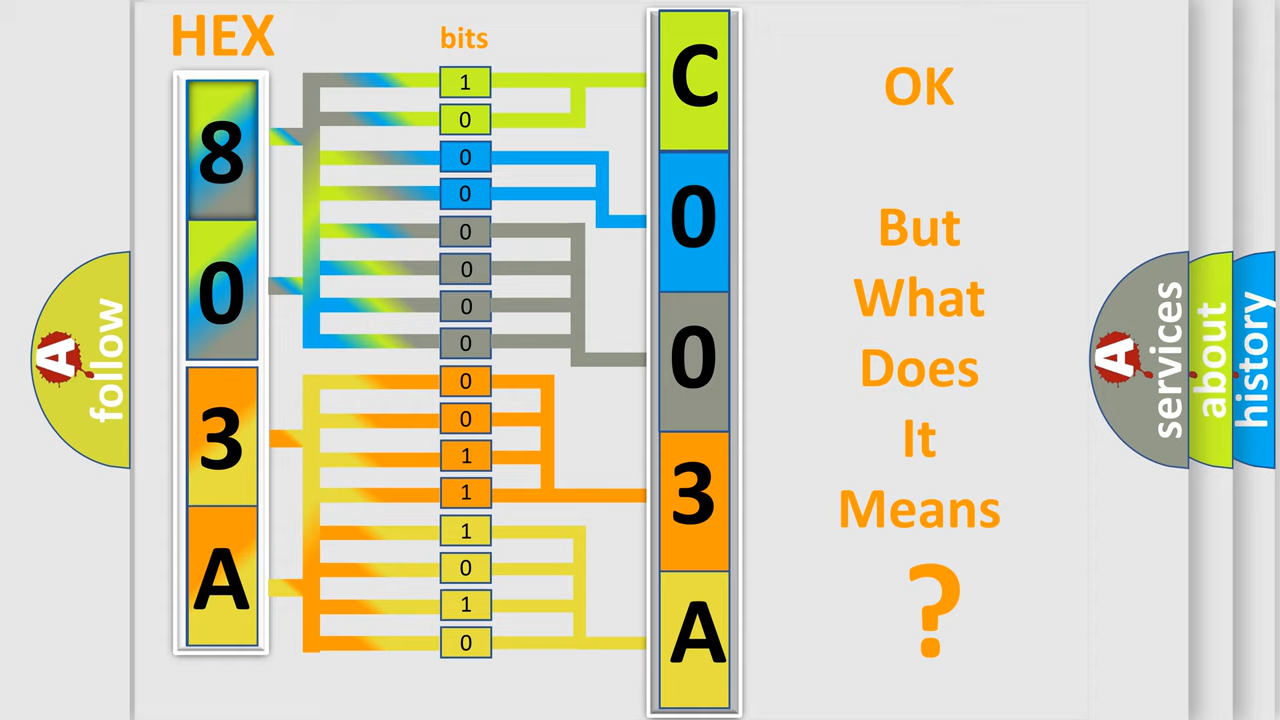 HEX
bits
8
0
3
A
1
0
0
0
0
0
0
0
0
0
1
1
1
0
1
0
C
0
0
3
A
OK
But
What
Does
It
Means
?
A
follow
A
services
about
history